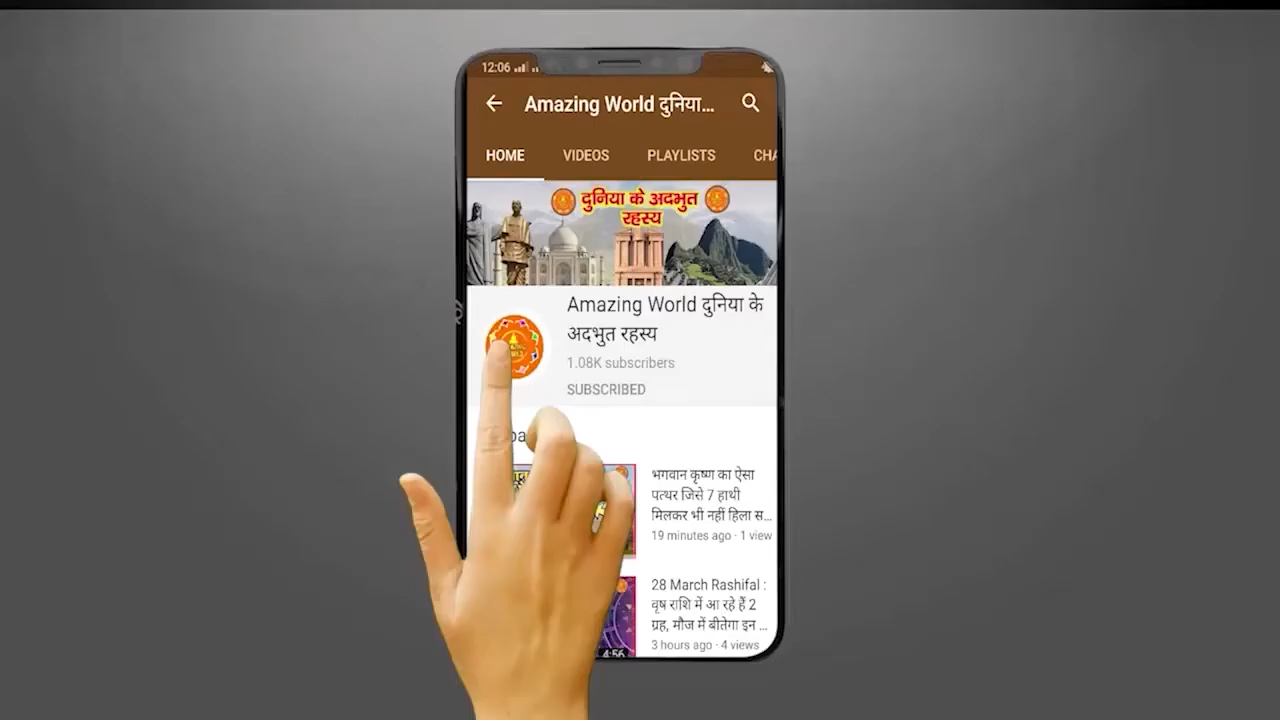 12:06
Amazing World दुनिया...
HOME VIDEOS PLAYLISTS CHA
दुनिया के अदभुत
रहस्य
Amazing World दुनिया के
अदभुत रहस्य
1.08K subscribers
SUBSCRIBED
भगवान कृष्ण का ऐसा
पत्थर जिसे 7 हाथी
मिलकर भी नहीं हिला स...
19 minutes ago · 1 view
28 March Rashifal :
वृष राशि में आ रहे हैं 2
ग्रह, मौज में बीतेगा इन ...
3 hours ago · 4 views
4:56